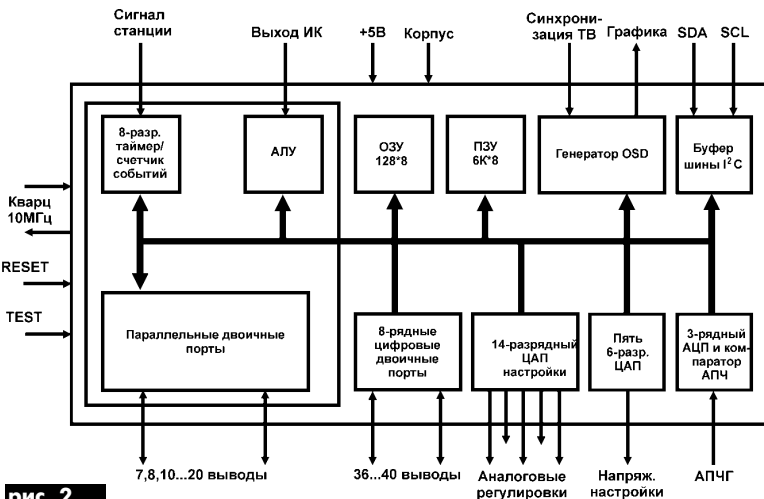 Сигнал
станции
Выход ИК
+5В
Корпус
Синхрони-
зация ТВ
Графика
SDA
SCL
8-разр.
таймер/
счетчик
событий
АЛУ
ОЗУ
128*8
ПЗУ
6К*8
Генератор OSD
Буфер
шины I²C
Кварц
10МГц
RESET
TEST
Параллельные двоичные
порты
8-рядные
цифровые
двоичные
порты
14-разрядный
ЦАП
настройки
Пять
6-разр.
ЦАП
3-рядный
АЦП и ком-
паратор
АПЧ
7,8,10...20 выводы
36...40 выводы
Аналоговые
регулировки
Напряж.
настройки
АПЧГ
рис. 2